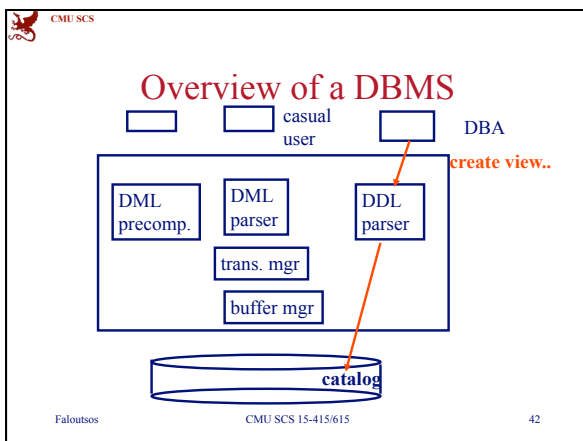 CMU SCS
Overview of a DBMS
casual
user
DBA
create view..
DML
precomp.
DML
parser
DDL
parser
trans. mgr
buffer mgr
catalog
Faloutsos
CMU SCS 15-415/615
42